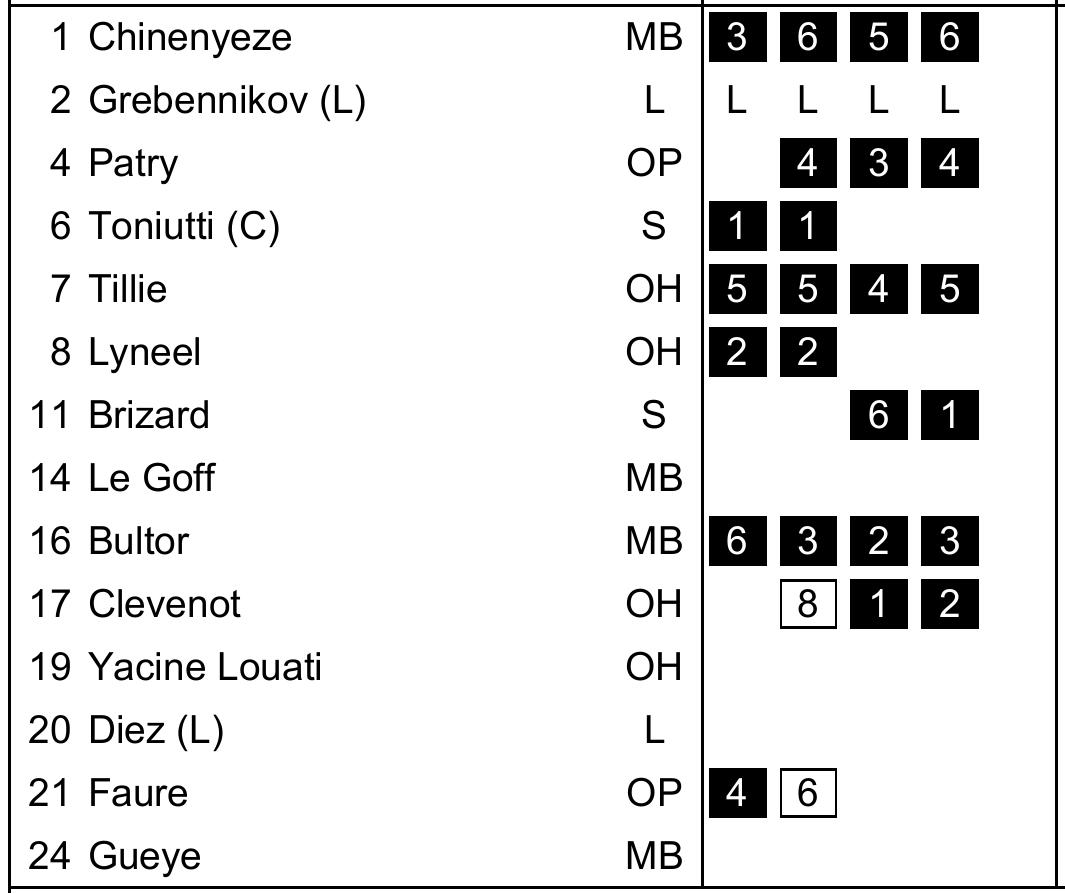 1 Chinenyeze MB 3 6 5 6
2 Grebennikov (L) L L L L L
4 Patry OP 4 3 4
6 Toniutti (C) S 1 1
7 Tillie OH 5 5 4 5
8 Lyneel OH 2 2
11 Brizard S 6 1
14 Le Goff MB
16 Bultor MB 6 3 2 3
17 Clevenot OH 8 1 2
19 Yacine Louati OH
20 Diez (L) L
21 Faure OP 4 6
24 Gueye MB